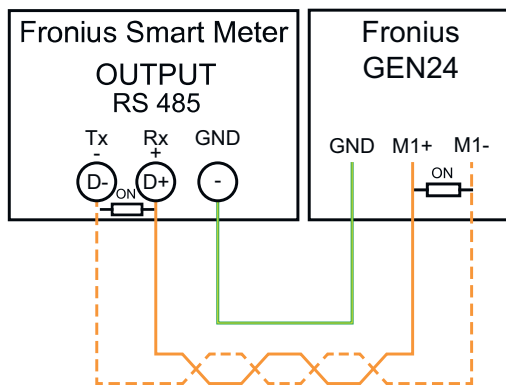 Fronius Smart Meter
OUTPUT
RS 485
Tx Rx GND
- +
D- D+ -
ON
Fronius
GEN24
GND M1+ M1-
ON